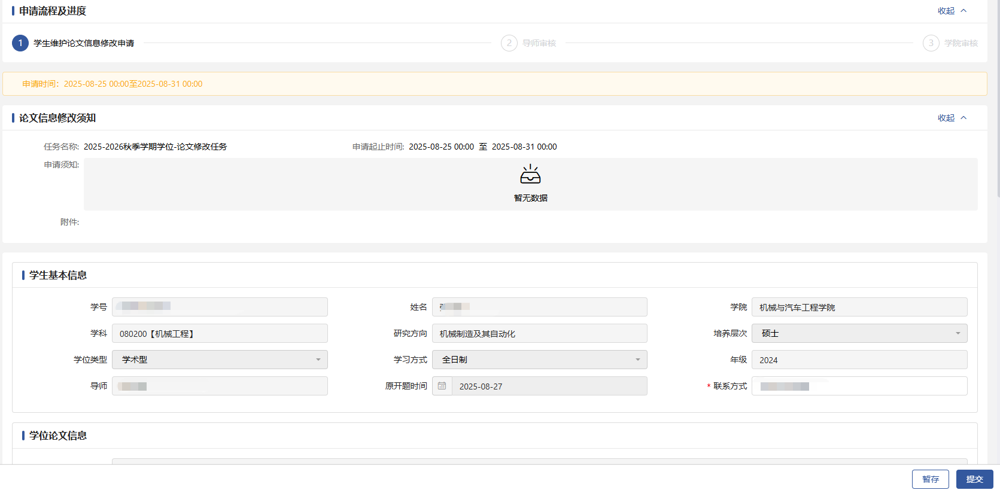 申请流程及进度 收起
1 学生维护论文信息修改申请 2 导师审核 3 学院审核
申请时间：2025-08-25 00:00至2025-08-31 00:00
论文信息修改须知 收起
任务名称: 2025-2026秋季学期学位-论文修改任务 申请起止时间: 2025-08-25 00:00 至 2025-08-31 00:00
申请须知:
暂无数据
附件:
学生基本信息
学号 姓名 学院 机械与汽车工程学院
学科 080200【机械工程】 研究方向 机械制造及其自动化 培养层次 硕士
学位类型 学术型 学习方式 全日制 年级 2024
导师 原开题时间 2025-08-27 * 联系方式
学位论文信息
暂存 提交